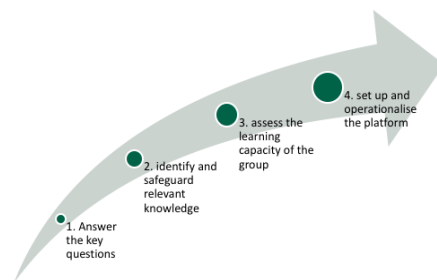 1. Answer
the key
questions
2. identify and
safeguard
relevant
knowledge
3. assess the
learning
capacity of the
group
4. set up and
operationalise
the platform